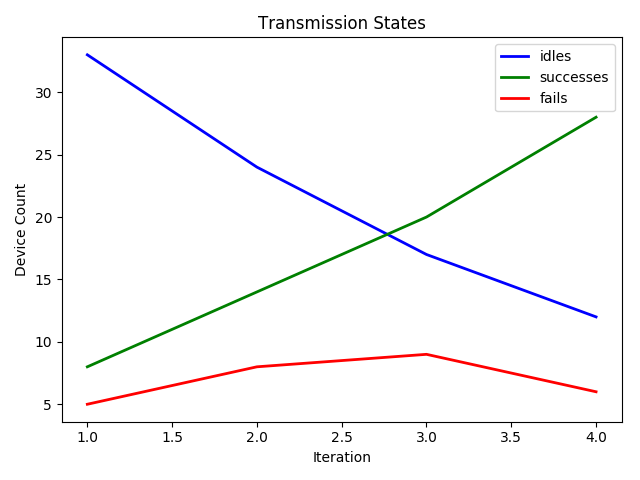 Transmission States
idles
successes
fails
Device Count
30
25
20
15
10
5
1.0 1.5 2.0 2.5 3.0 3.5 4.0
Iteration